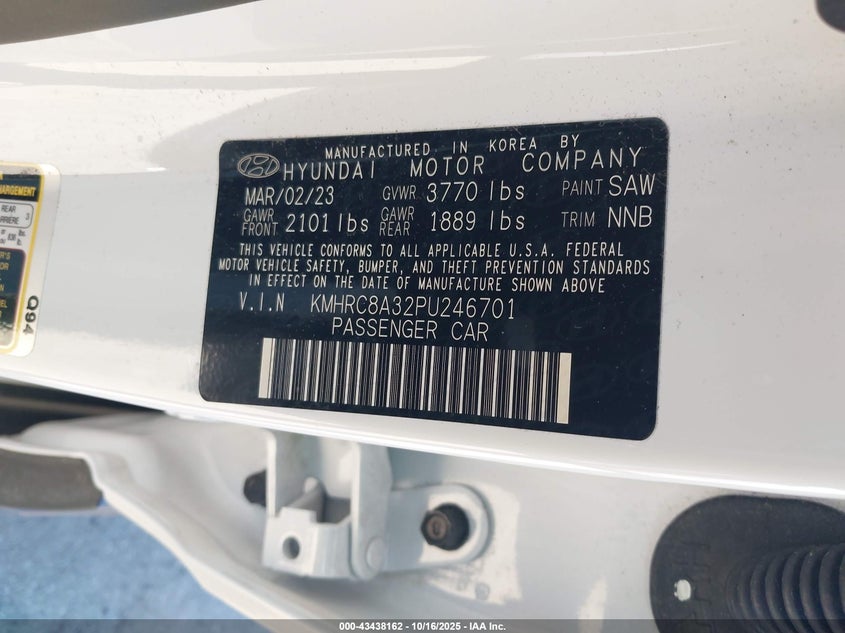 MANUFACTURED IN KOREA BY
HYUNDAI MOTOR COMPANY
MAR/02/23 GVWR 3770 lbs PAINT SAW
GAWR FRONT 2101 lbs GAWR REAR 1889 lbs TRIM NNB
THIS VEHICLE CONFORMS TO ALL APPLICABLE U.S.A. FEDERAL
MOTOR VEHICLE SAFETY, BUMPER, AND THEFT PREVENTION STANDARDS
IN EFFECT ON THE DATE OF MANUFACTURE SHOWN ABOVE
V.I.N KMHRC8A32PU246701
PASSENGER CAR
REAR
3
Q94
000-43438162 - 10/16/2025 - IAA Inc.